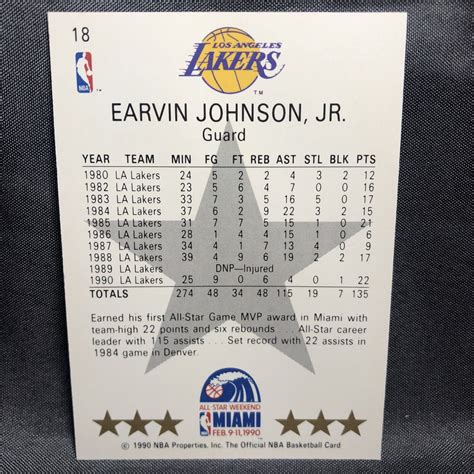 18
LOS ANGELES
LAKERS
TM
NBA
EARVIN JOHNSON, JR.
Guard
YEAR TEAM MIN FG FT REB AST STL BLK PTS
1980 LA Lakers 24 5 2 2 4 3 2 12
1982 LA Lakers 23 5 6 4 7 0 0 16
1983 LA Lakers 33 7 3 5 16 5 0 17
1984 LA Lakers 37 6 2 9 22 3 2 15
1985 LA Lakers 31 7 7 5 15 1 0 21
1986 LA Lakers 28 1 4 4 15 1 0 6
1987 LA Lakers 34 4 1 7 13 4 0 9
1988 LA Lakers 39 4 9 6 19 2 2 17
1989 LA Lakers DNP—Injured
1990 LA Lakers 25 9 0 6 4 0 1 22
TOTALS 274 48 34 48 115 19 7 135
Earned his first All-Star Game MVP award in Miami with
team-high 22 points and six rebounds . . . All-Star career
leader with 115 assists . . . Set record with 22 assists in
1984 game in Denver.
ALL-STAR WEEKEND
NBA
MIAMI
FEB. 9-11, 1990
© 1990 NBA Properties, Inc. The Official NBA Basketball Card